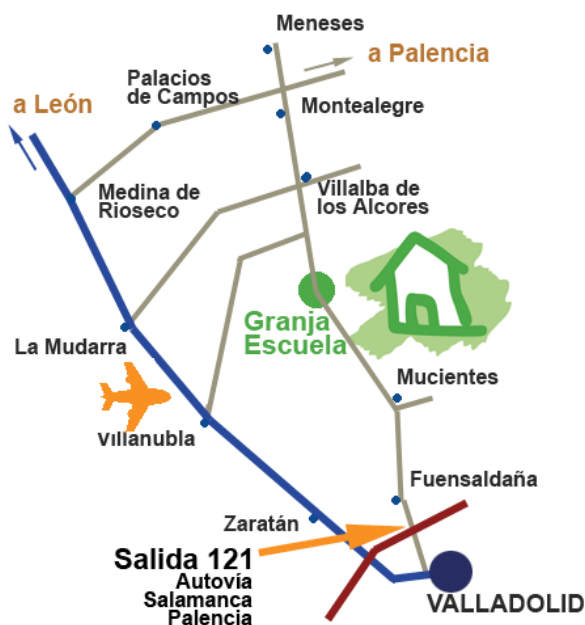 Meneses
a Palencia
Palacios
de Campos
a León
Montealegre
Medina de
Rioseco
Villalba de
los Alcores
Granja
Escuela
La Mudarra
Mucientes
Villanubla
Fuensaldaña
Zaratán
Salida 121
Autovía
Salamanca
Palencia
VALLADOLID